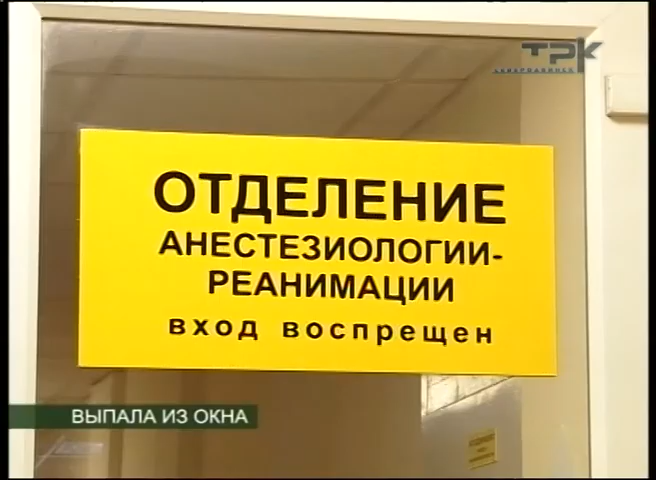 ТРК
ОТДЕЛЕНИЕ
АНЕСТЕЗИОЛОГИИ-
РЕАНИМАЦИИ
вход воспрещен
ВЫПАЛА ИЗ ОКНА